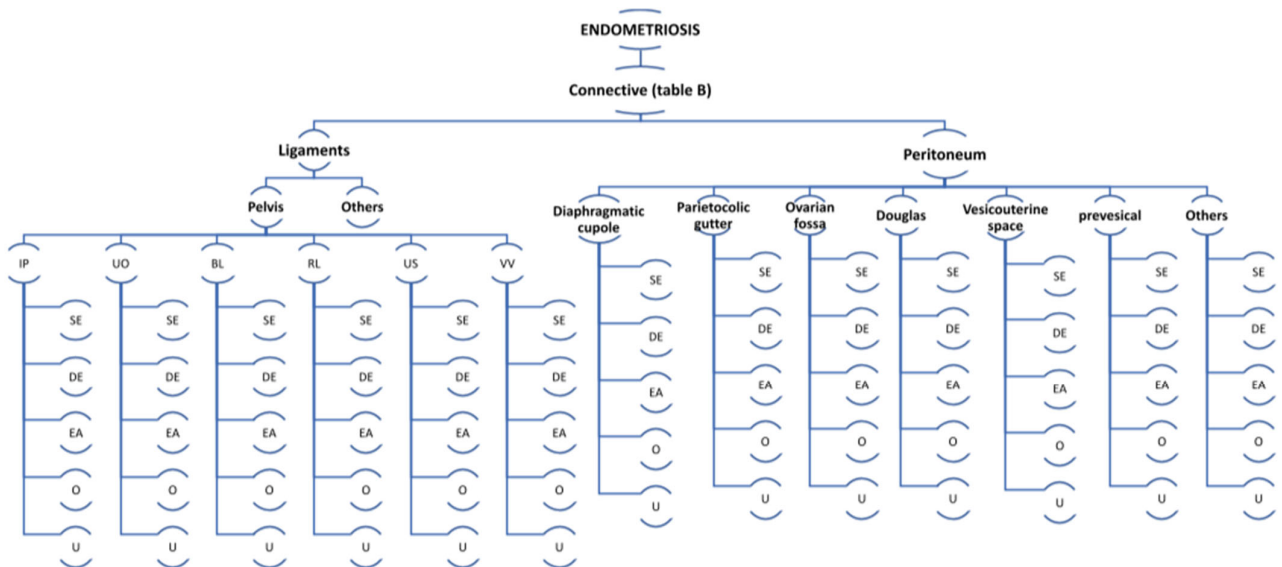 ENDOMETRIOSIS
Connective (table B)
Ligaments
Peritoneum
Pelvis
Others
Diaphragmatic
cupole
Parietocolic
gutter
Ovarian
fossa
Douglas
Vesicouterine
space
prevesical
Others
IP
UO
BL
RL
US
VV
SE
SE
SE
SE
SE
SE
DE
DE
DE
DE
DE
DE
EA
EA
EA
EA
EA
EA
O
O
O
O
O
O
U
U
U
U
U
U
SE
SE
SE
SE
SE
SE
SE
DE
DE
DE
DE
DE
DE
DE
EA
EA
EA
EA
EA
EA
EA
O
O
O
O
O
O
O
U
U
U
U
U
U
U